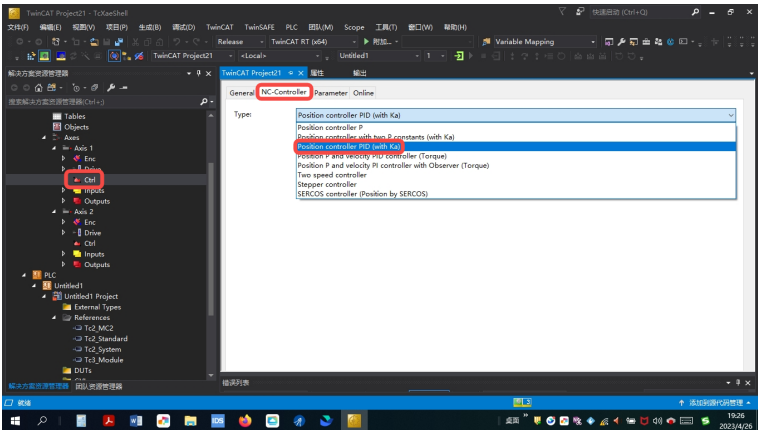 TwinCAT Project21 - TcXaeShell
快速启动 (Ctrl+Q)
文件(F) 编辑(E) 视图(V) 项目(P) 生成(B) 调试(D) TwinCAT TwinSAFE PLC 团队(M) Scope 工具(T) 窗口(W) 帮助(H)
Release TwinCAT RT (x64) 附加... Variable Mapping
TwinCAT Project21 <Local> Untitled1 1
解决方案资源管理器
TwinCAT Project21 属性 输出
搜索解决方案资源管理器(Ctrl+;)
General NC-Controller Parameter Online
Type: Position controller PID (with Ka)
Position controller P
Position controller with two P constants (with Ka)
Position controller PID (with Ka)
Position P and velocity PID controller (Torque)
Position P and velocity PI controller with Observer (Torque)
Two speed controller
Stepper controller
SERCOS controller (Position by SERCOS)
Tables
Objects
Axes
Axis 1
Enc
Drive
Ctrl
Inputs
Outputs
Axis 2
Enc
Drive
Ctrl
Inputs
Outputs
PLC
Untitled1
Untitled1 Project
External Types
References
Tc2_MC2
Tc2_Standard
Tc2_System
Tc3_Module
DUTs
解决方案资源管理器 团队资源管理器
错误列表
就绪
添加到源代码管理
桌面
19:26
2023/4/26